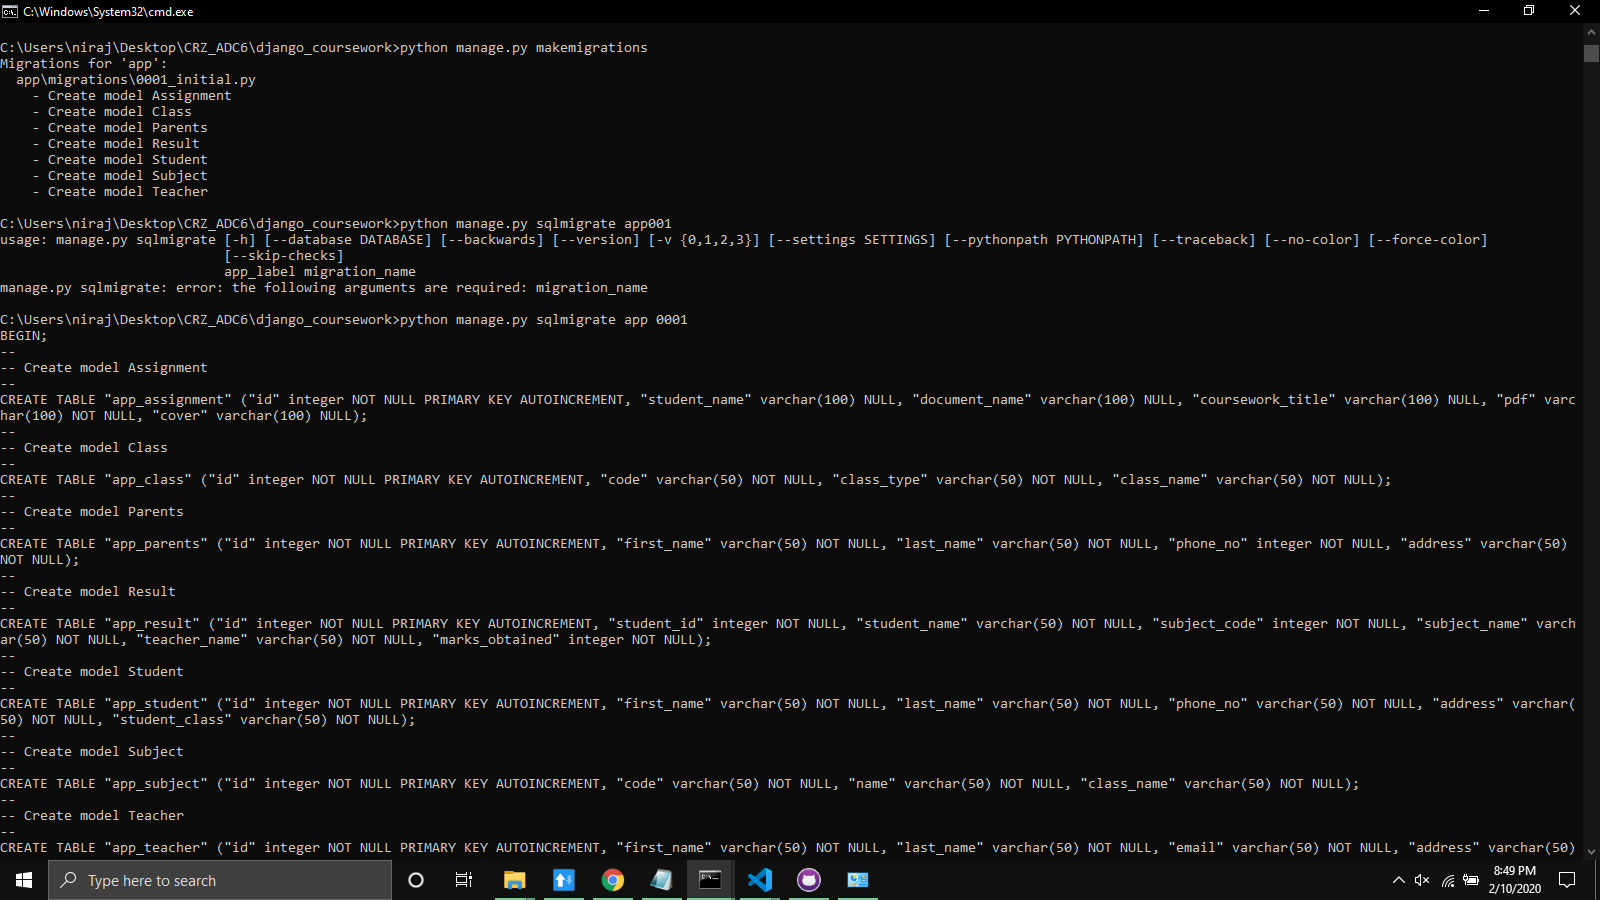 C:\Windows\System32\cmd.exe
C:\Users\niraj\Desktop\CRZ_ADC6\django_coursework>python manage.py makemigrations
Migrations for 'app':
  app\migrations\0001_initial.py
    - Create model Assignment
    - Create model Class
    - Create model Parents
    - Create model Result
    - Create model Student
    - Create model Subject
    - Create model Teacher
C:\Users\niraj\Desktop\CRZ_ADC6\django_coursework>python manage.py sqlmigrate app001
usage: manage.py sqlmigrate [-h] [--database DATABASE] [--backwards] [--version] [-v {0,1,2,3}] [--settings SETTINGS] [--pythonpath PYTHONPATH] [--traceback] [--no-color] [--force-color]
                            [--skip-checks]
                            app_label migration_name
manage.py sqlmigrate: error: the following arguments are required: migration_name
C:\Users\niraj\Desktop\CRZ_ADC6\django_coursework>python manage.py sqlmigrate app 0001
BEGIN;
--
-- Create model Assignment
--
CREATE TABLE "app_assignment" ("id" integer NOT NULL PRIMARY KEY AUTOINCREMENT, "student_name" varchar(100) NULL, "document_name" varchar(100) NULL, "coursework_title" varchar(100) NULL, "pdf" varc
har(100) NOT NULL, "cover" varchar(100) NULL);
--
-- Create model Class
--
CREATE TABLE "app_class" ("id" integer NOT NULL PRIMARY KEY AUTOINCREMENT, "code" varchar(50) NOT NULL, "class_type" varchar(50) NOT NULL, "class_name" varchar(50) NOT NULL);
--
-- Create model Parents
--
CREATE TABLE "app_parents" ("id" integer NOT NULL PRIMARY KEY AUTOINCREMENT, "first_name" varchar(50) NOT NULL, "last_name" varchar(50) NOT NULL, "phone_no" integer NOT NULL, "address" varchar(50)
NOT NULL);
--
-- Create model Result
--
CREATE TABLE "app_result" ("id" integer NOT NULL PRIMARY KEY AUTOINCREMENT, "student_id" integer NOT NULL, "student_name" varchar(50) NOT NULL, "subject_code" integer NOT NULL, "subject_name" varch
ar(50) NOT NULL, "teacher_name" varchar(50) NOT NULL, "marks_obtained" integer NOT NULL);
--
-- Create model Student
--
CREATE TABLE "app_student" ("id" integer NOT NULL PRIMARY KEY AUTOINCREMENT, "first_name" varchar(50) NOT NULL, "last_name" varchar(50) NOT NULL, "phone_no" varchar(50) NOT NULL, "address" varchar(
50) NOT NULL, "student_class" varchar(50) NOT NULL);
--
-- Create model Subject
--
CREATE TABLE "app_subject" ("id" integer NOT NULL PRIMARY KEY AUTOINCREMENT, "code" varchar(50) NOT NULL, "name" varchar(50) NOT NULL, "class_name" varchar(50) NOT NULL);
--
-- Create model Teacher
--
CREATE TABLE "app_teacher" ("id" integer NOT NULL PRIMARY KEY AUTOINCREMENT, "first_name" varchar(50) NOT NULL, "last_name" varchar(50) NOT NULL, "email" varchar(50) NOT NULL, "address" varchar(50)
Type here to search
8:49 PM
2/10/2020